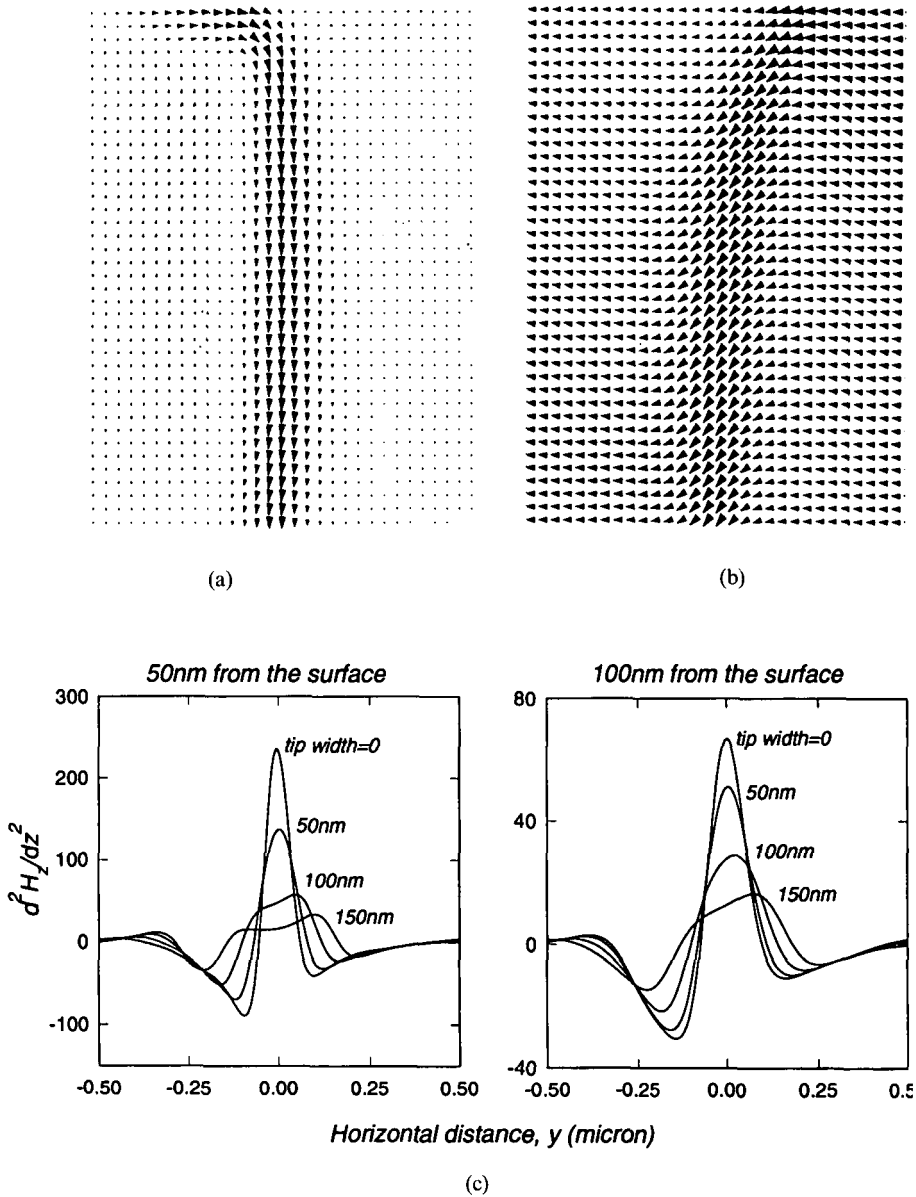 (a)
(b)
50nm from the surface
300
200
100
0
-100
d²H_z/dz²
tip width=0
50nm
100nm
150nm
-0.50
-0.25
0.00
0.25
0.50
100nm from the surface
80
40
0
-40
tip width=0
50nm
100nm
150nm
-0.50
-0.25
0.00
0.25
Horizontal distance, y (micron)
(c)